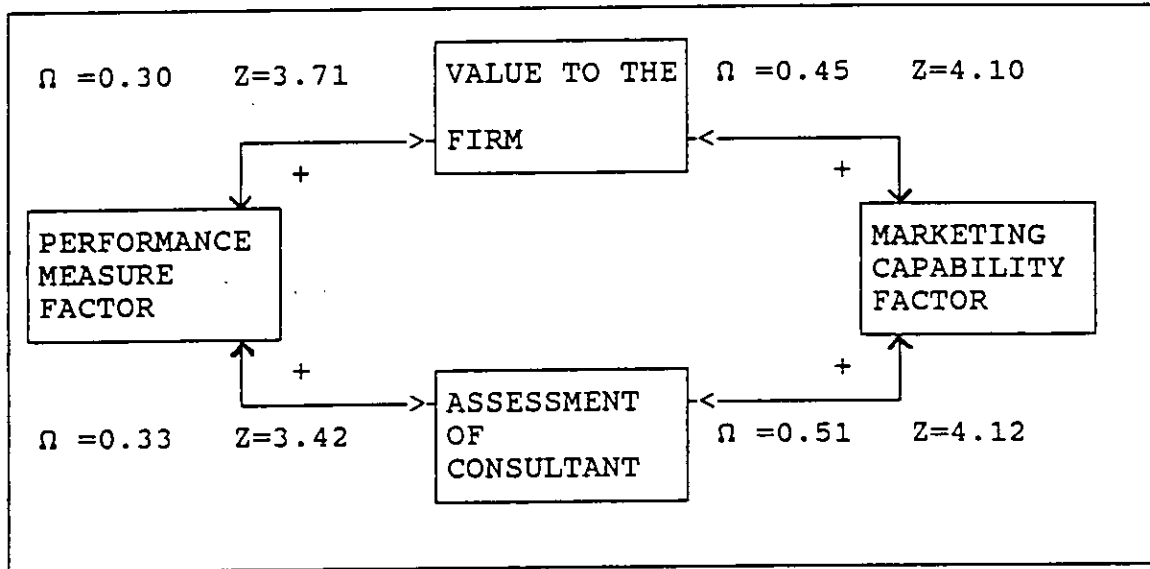 Ω =0.30 Z=3.71
VALUE TO THE
FIRM
Ω =0.45 Z=4.10
+
+
PERFORMANCE
MEASURE
FACTOR
MARKETING
CAPABILITY
FACTOR
+
+
ASSESSMENT
OF
CONSULTANT
Ω =0.33 Z=3.42
Ω =0.51 Z=4.12